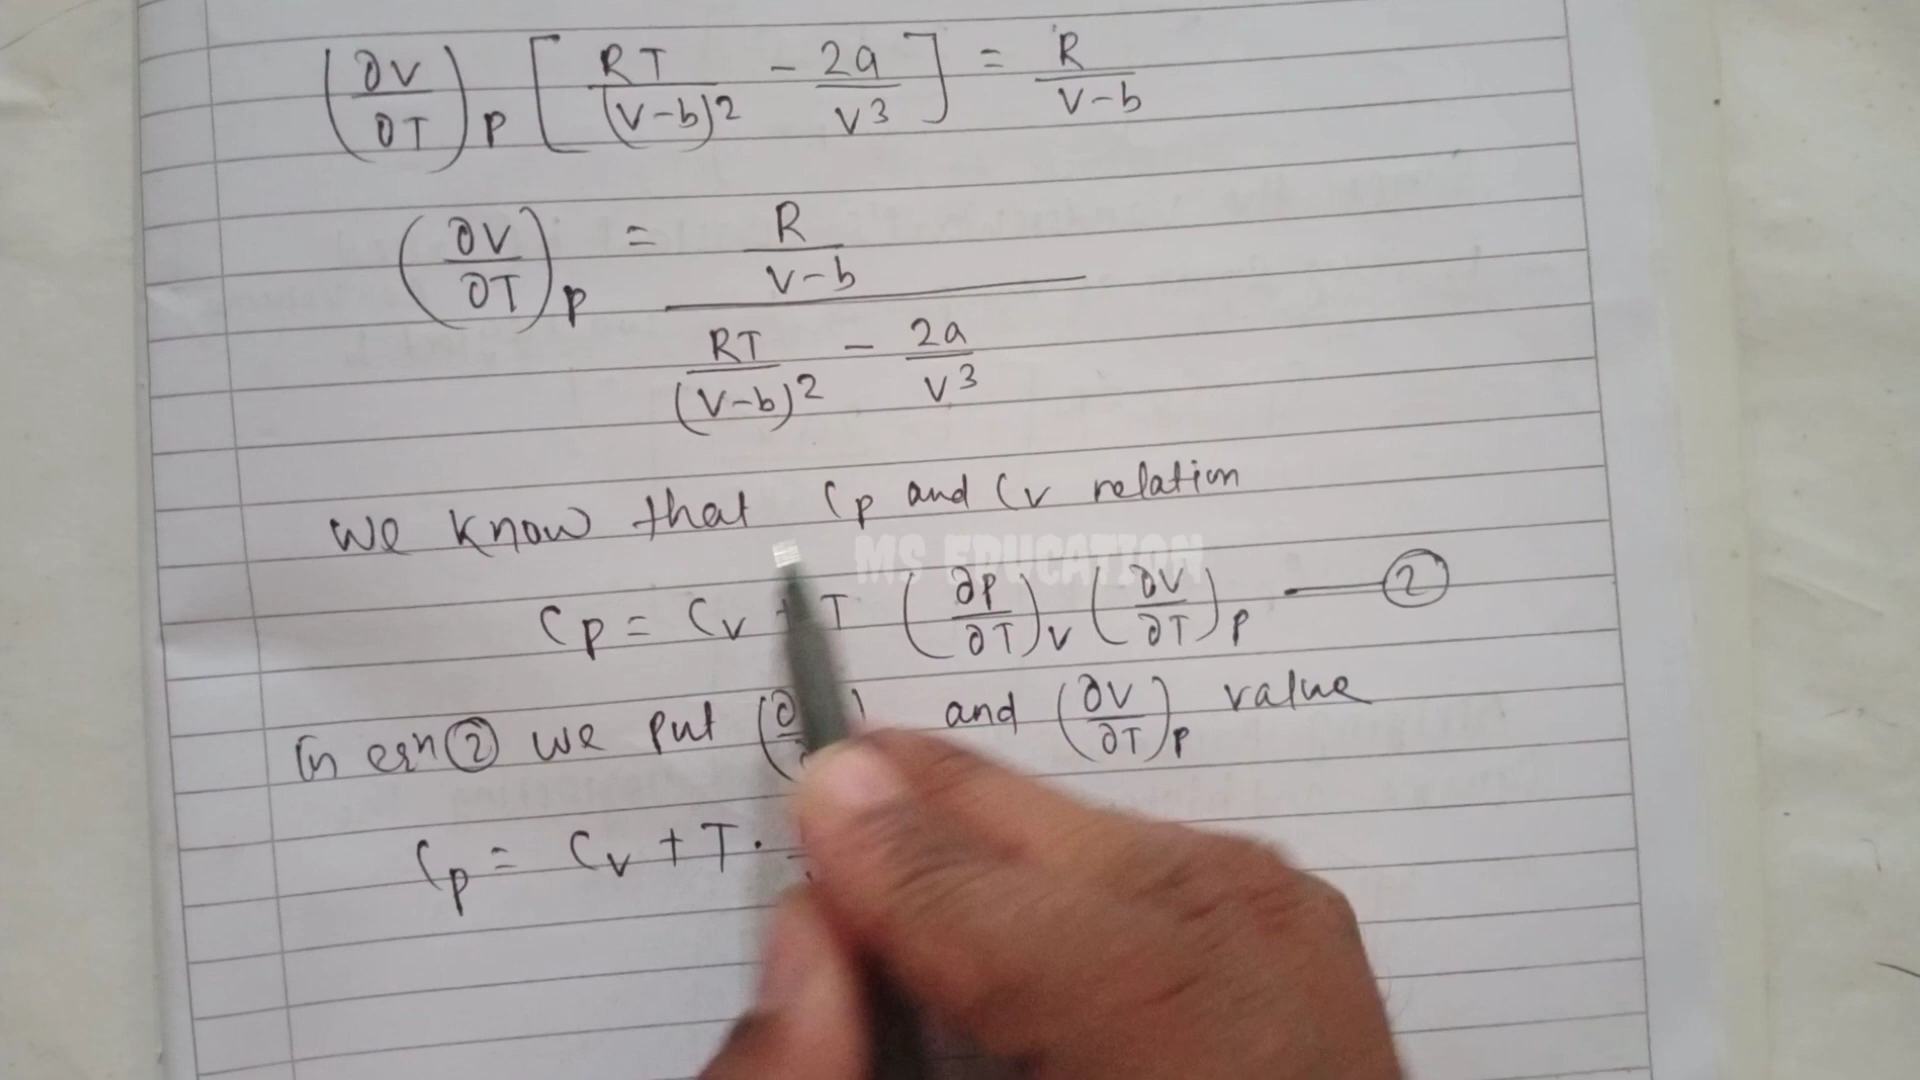 (∂V/∂T)P [RT/(V-b)2 - 2a/V3] = R/V-b
(∂V/∂T)P = R/V-b / RT/(V-b)2 - 2a/V3
We know that Cp and Cv relation
MS EDUCATION
Cp = Cv + T (∂P/∂T)V (∂V/∂T)P — ②
In eqn ② we put and (∂V/∂T)P value
Cp = Cv + T .